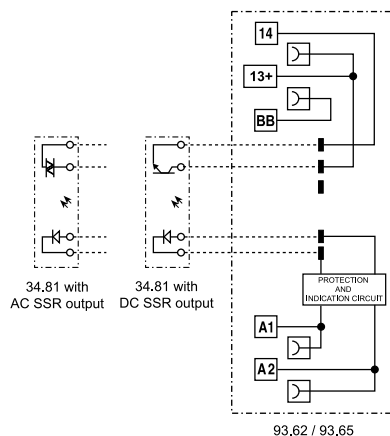 14
13+
BB
34.81 with
AC SSR output
34.81 with
DC SSR output
PROTECTION
AND
INDICATION CIRCUIT
A1
A2
93.62 / 93.65